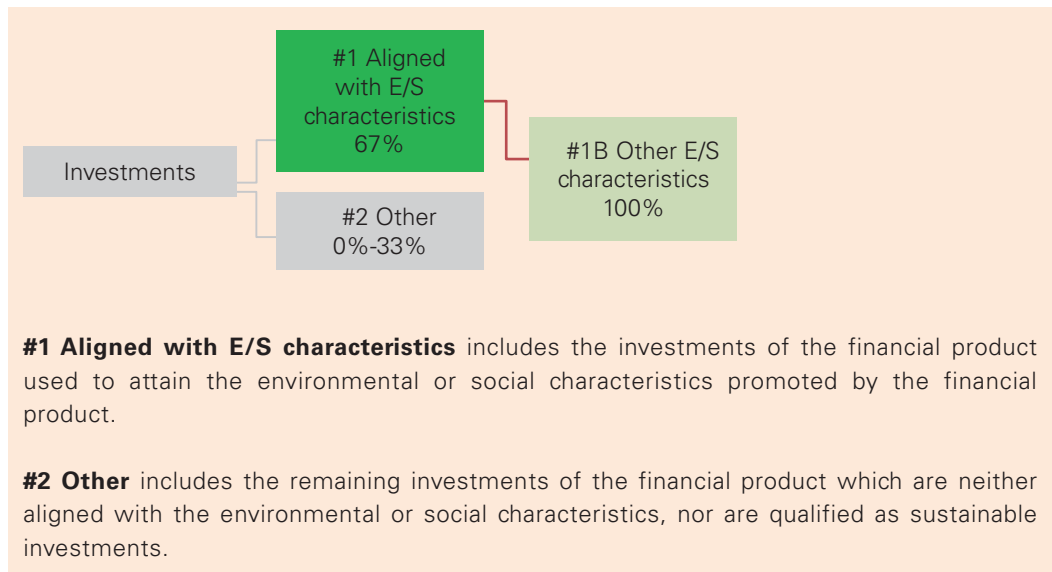 #1 Aligned
with E/S
characteristics
67%
#1B Other E/S
characteristics
100%
Investments
#2 Other
0%-33%
#1 Aligned with E/S characteristics includes the investments of the financial product
used to attain the environmental or social characteristics promoted by the financial
product.
#2 Other includes the remaining investments of the financial product which are neither
aligned with the environmental or social characteristics, nor are qualified as sustainable
investments.